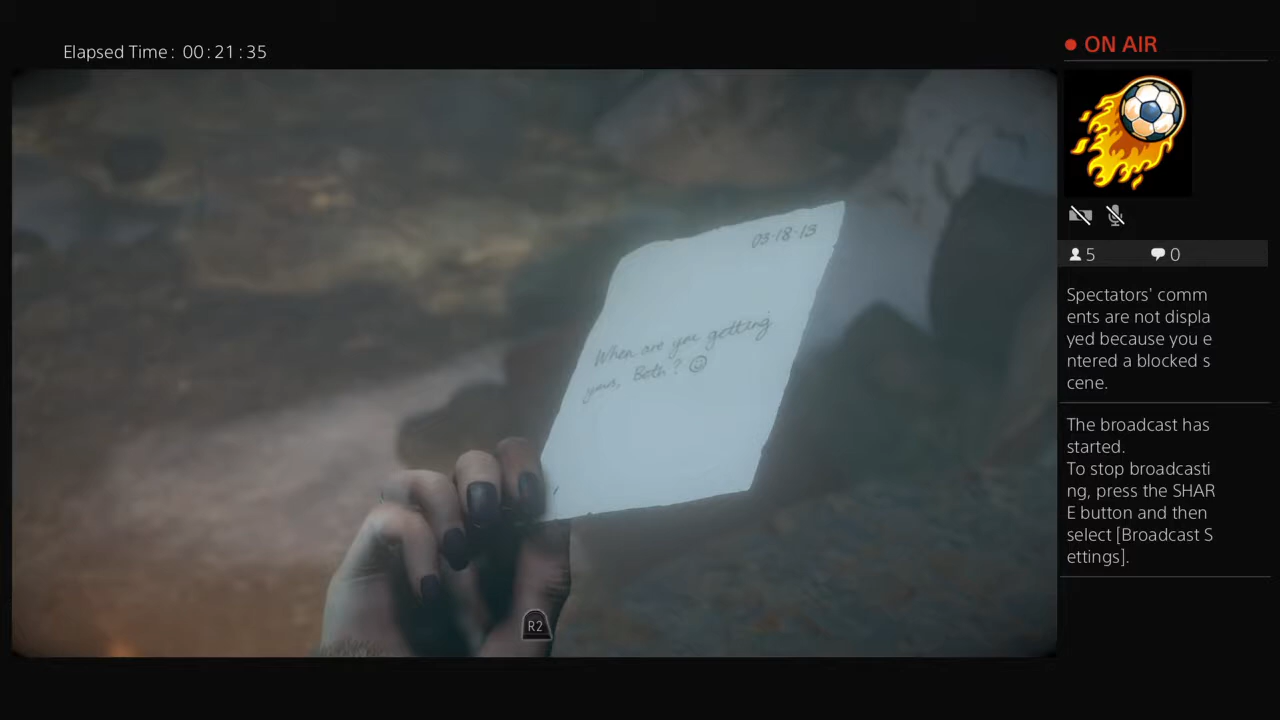 Elapsed Time: 00:21:35
ON AIR
5 0
Spectators' comm
ents are not displa
yed because you e
ntered a blocked s
cene.
The broadcast has
started.
To stop broadcasti
ng, press the SHAR
E button and then
select [Broadcast S
ettings].
03-18-13
When are you getting
yours, Beth? ☺
R2